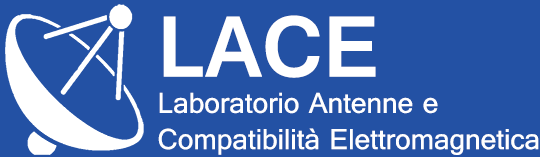 LACE
Laboratorio Antenne e
Compatibilità Elettromagnetica